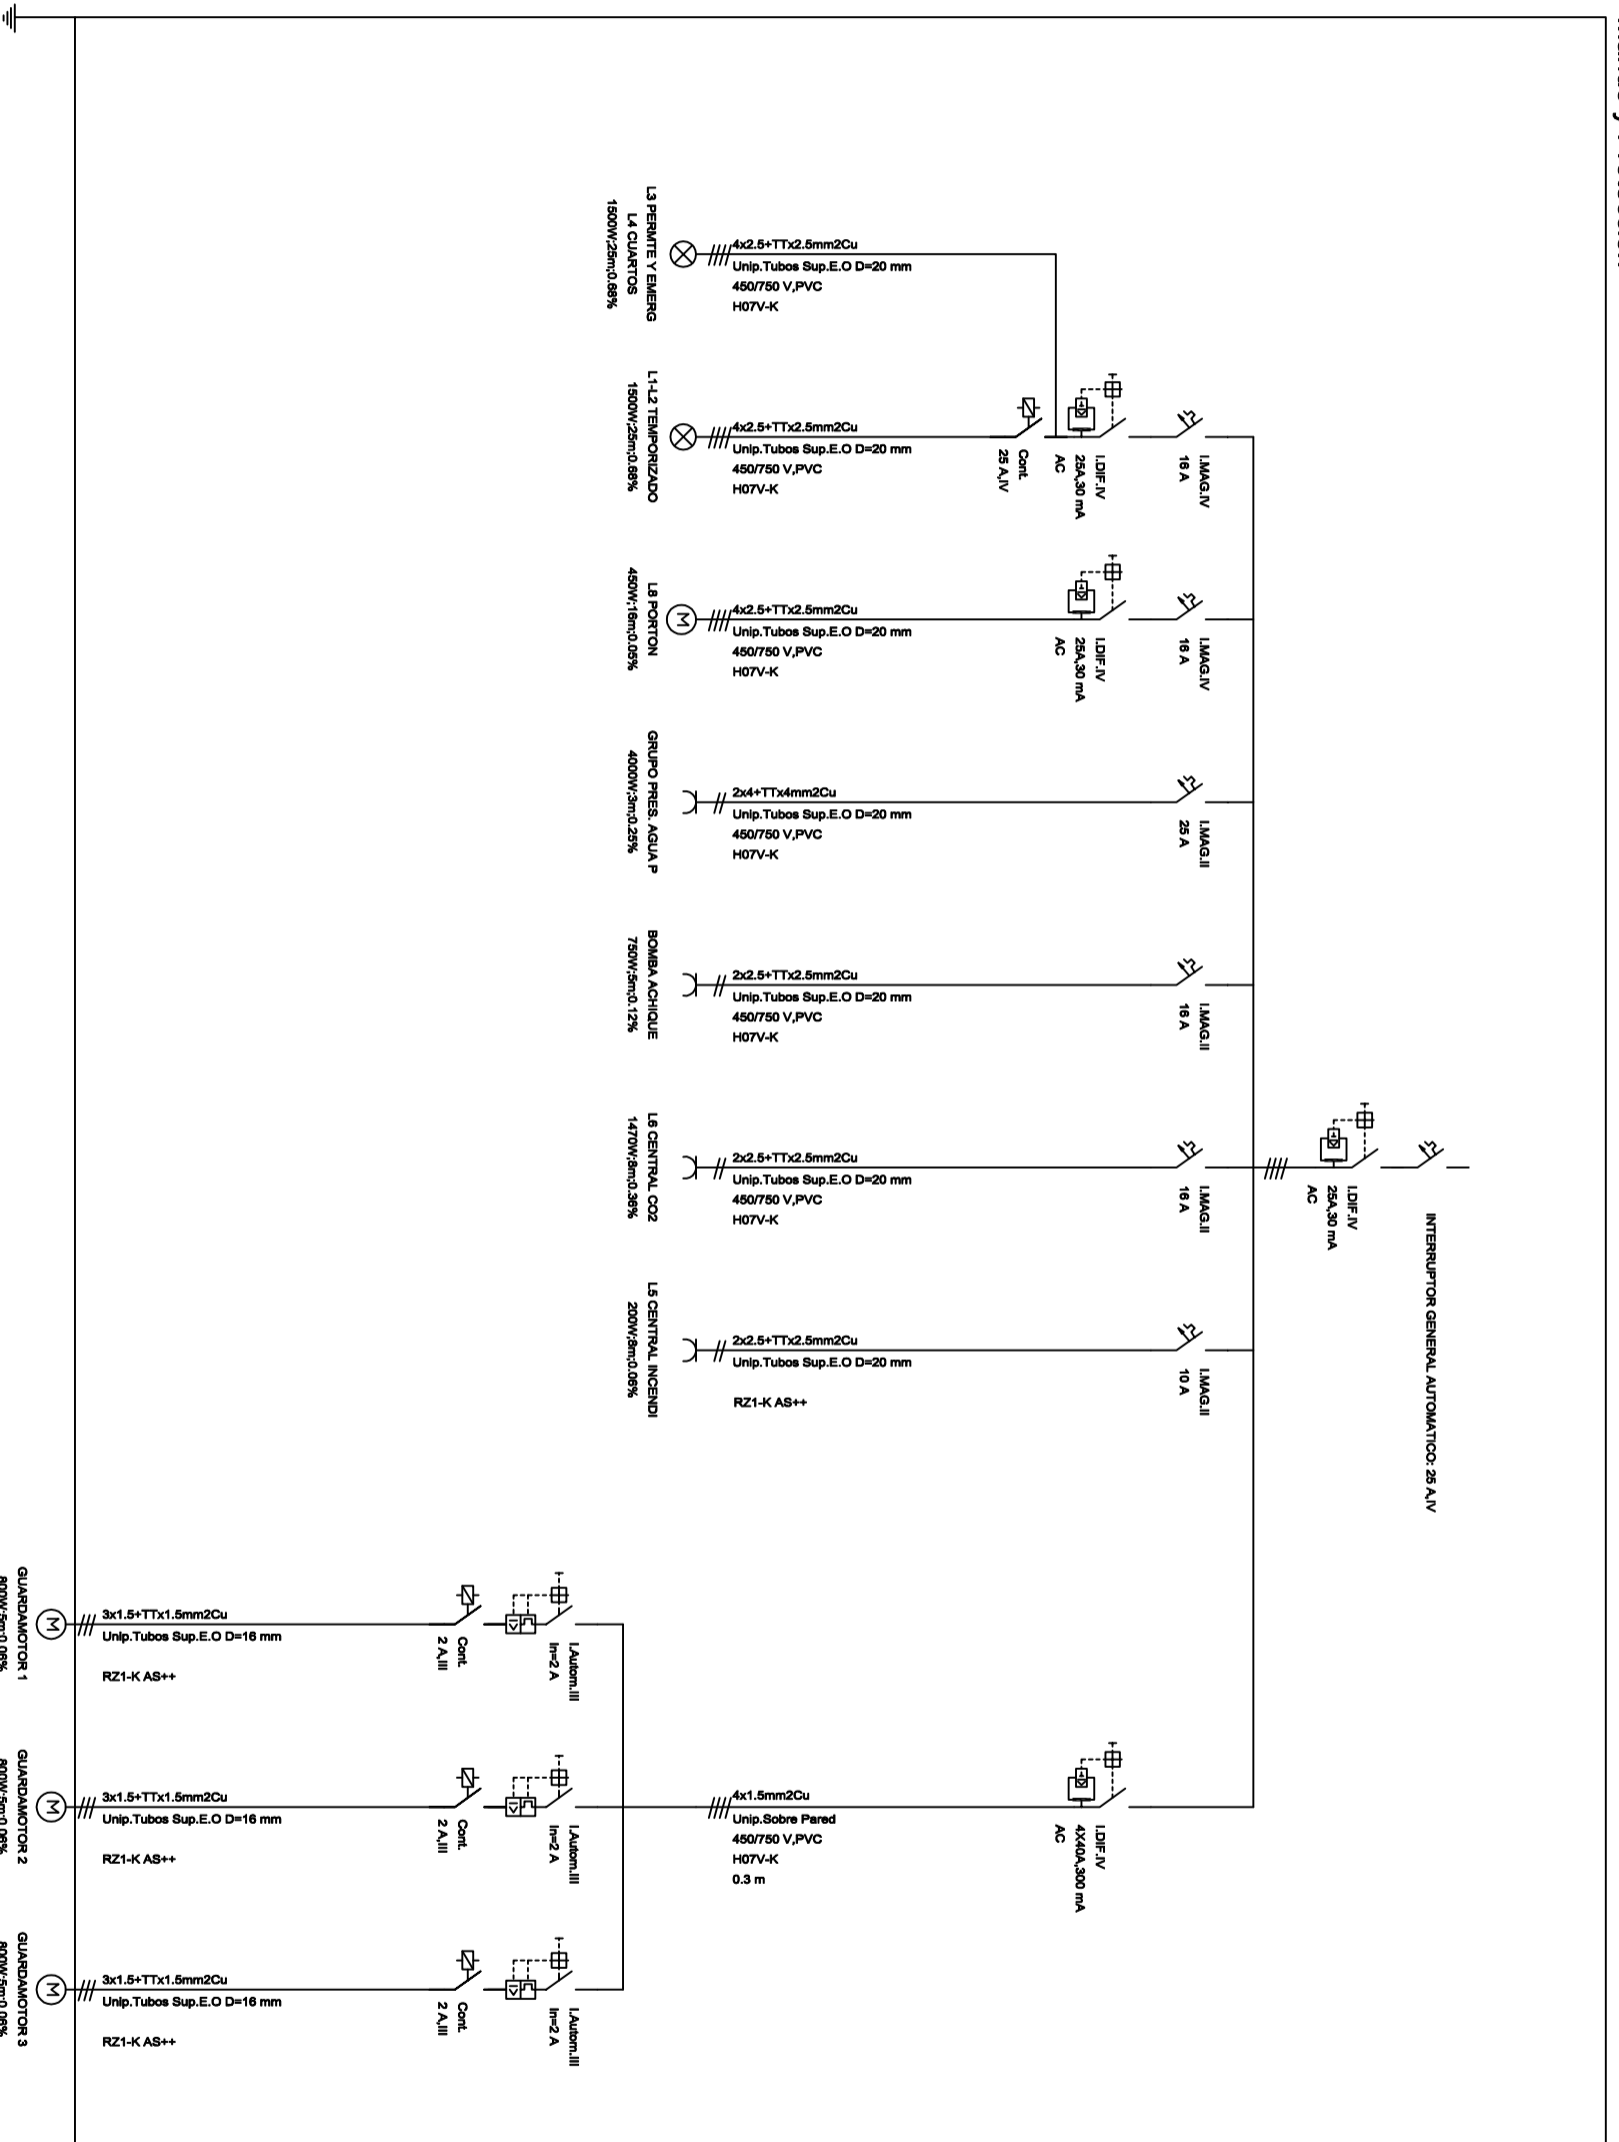 INTERRUPTOR GENERAL AUTOMATICO: 25 A,IV
I.DIF.IV
25A,30 mA
AC
I.MAG.IV
16 A
I.DIF.IV
25A,30 mA
AC
Cont.
25 A,IV
4x2.5+TTx2.5mm2Cu
Unip.Tubos Sup.E.O D=20 mm
450/750 V,PVC
H07V-K
L3 PERMTE Y EMERG
L4 CUARTOS
1500W;25m;0.68%
4x2.5+TTx2.5mm2Cu
Unip.Tubos Sup.E.O D=20 mm
450/750 V,PVC
H07V-K
L1-L2 TEMPORIZADO
1500W;25m;0.68%
I.MAG.IV
16 A
I.DIF.IV
25A,30 mA
AC
4x2.5+TTx2.5mm2Cu
Unip.Tubos Sup.E.O D=20 mm
450/750 V,PVC
H07V-K
M
L8 PORTON
450W;16m;0.05%
I.MAG.II
25 A
2x4+TTx4mm2Cu
Unip.Tubos Sup.E.O D=20 mm
450/750 V,PVC
H07V-K
GRUPO PRES. AGUA P
4000W;3m;0.25%
I.MAG.II
16 A
2x2.5+TTx2.5mm2Cu
Unip.Tubos Sup.E.O D=20 mm
450/750 V,PVC
H07V-K
BOMBA ACHIQUE
750W;5m;0.12%
I.MAG.II
16 A
2x2.5+TTx2.5mm2Cu
Unip.Tubos Sup.E.O D=20 mm
450/750 V,PVC
H07V-K
L6 CENTRAL CO2
1470W;8m;0.36%
I.MAG.II
10 A
2x2.5+TTx2.5mm2Cu
Unip.Tubos Sup.E.O D=20 mm
RZ1-K AS++
L5 CENTRAL INCENDI
200W;8m;0.06%
I.DIF.IV
4X40A,300 mA
AC
4x1.5mm2Cu
Unip.Sobre Pared
450/750 V,PVC
H07V-K
0.3 m
I.Autom.III
In=2 A
Cont.
2 A,III
3x1.5+TTx1.5mm2Cu
Unip.Tubos Sup.E.O D=16 mm
RZ1-K AS++
M
GUARDAMOTOR 1
800W;5m;0.06%
I.Autom.III
In=2 A
Cont.
2 A,III
3x1.5+TTx1.5mm2Cu
Unip.Tubos Sup.E.O D=16 mm
RZ1-K AS++
M
GUARDAMOTOR 2
800W;5m;0.06%
I.Autom.III
In=2 A
Cont.
2 A,III
3x1.5+TTx1.5mm2Cu
Unip.Tubos Sup.E.O D=16 mm
RZ1-K AS++
M
GUARDAMOTOR 3
800W;5m;0.06%